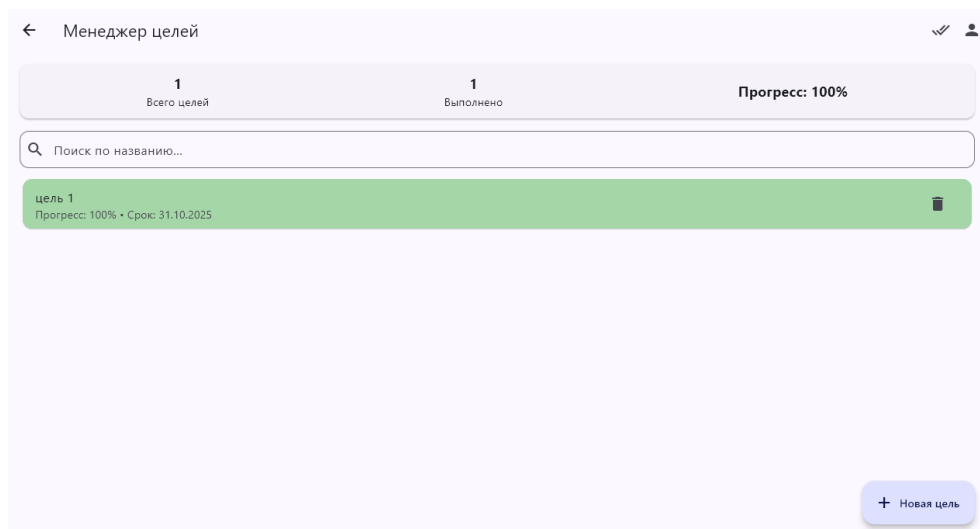 Менеджер целей
1
Всего целей
1
Выполнено
Прогресс: 100%
Поиск по названию...
цель 1
Прогресс: 100% • Срок: 31.10.2025
Новая цель